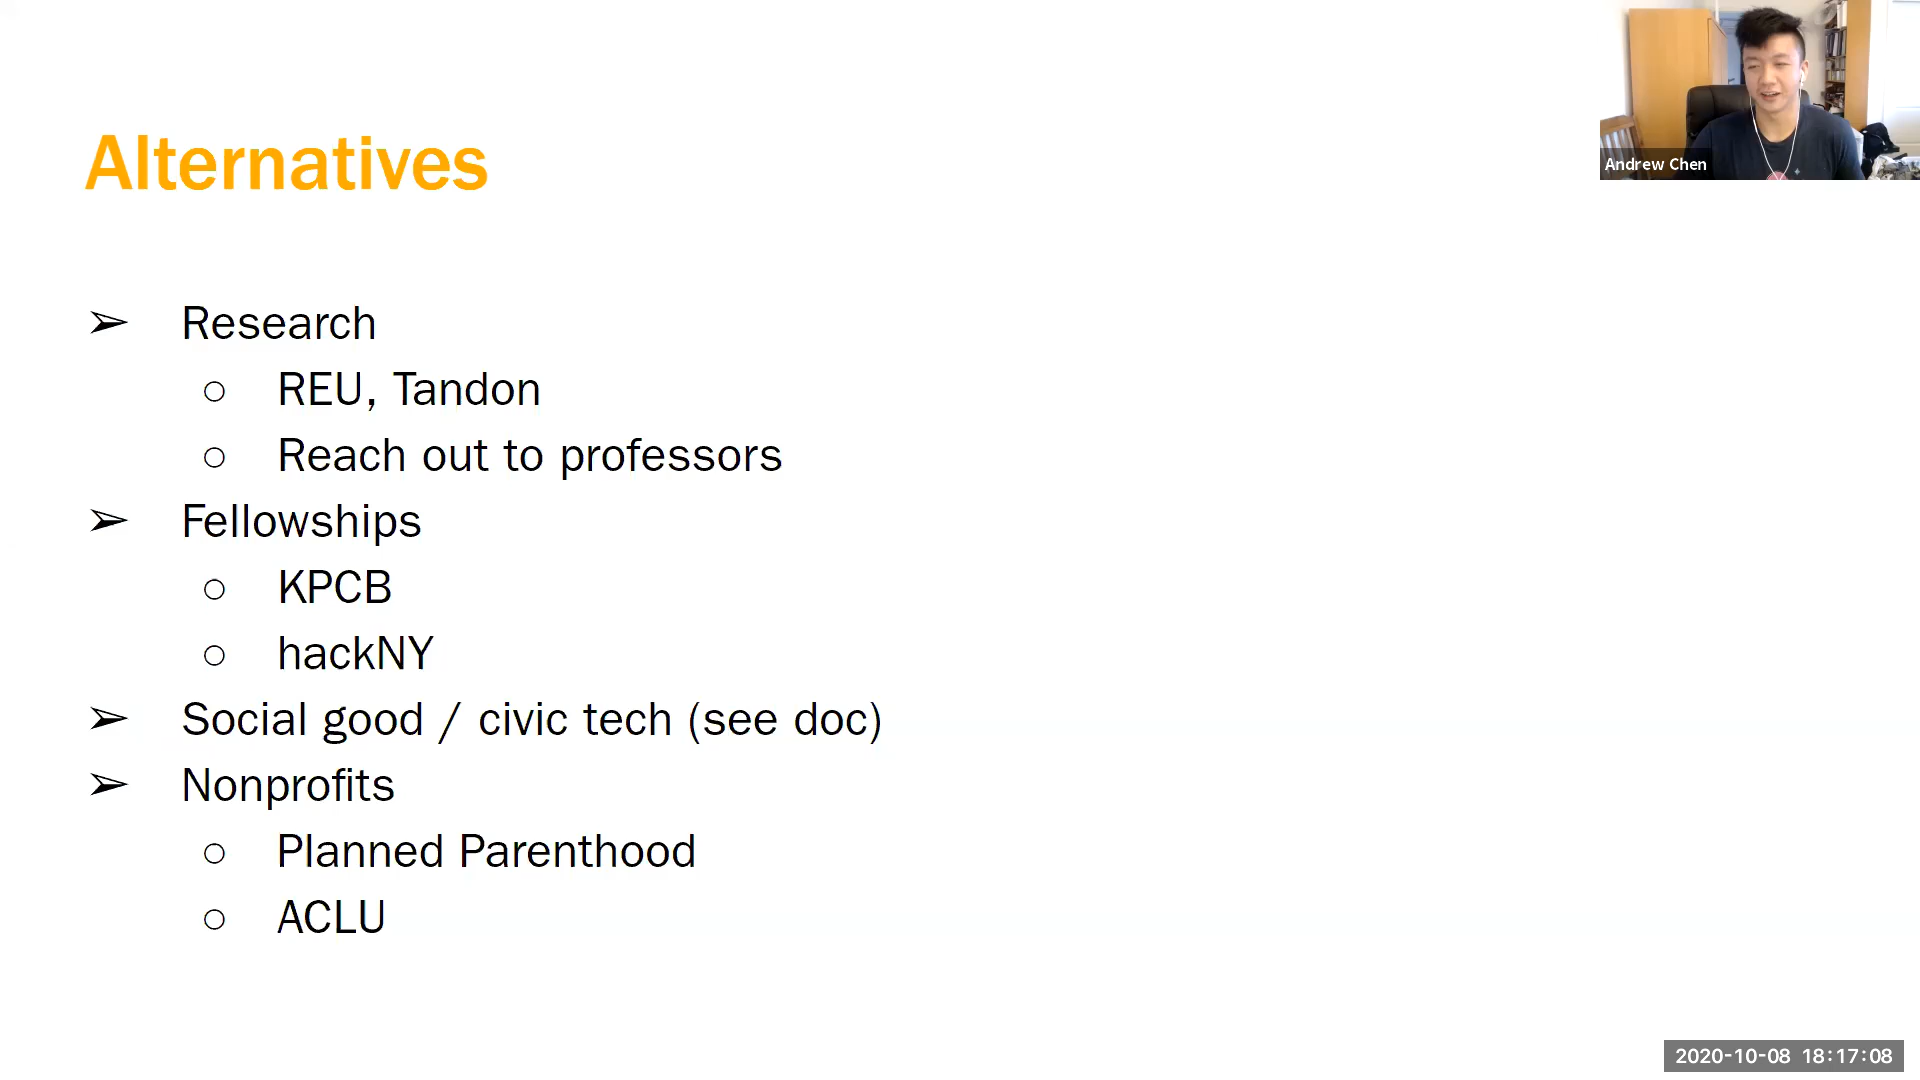 Alternatives
➢ Research
○ REU, Tandon
○ Reach out to professors
➢ Fellowships
○ KPCB
○ hackNY
➢ Social good / civic tech (see doc)
➢ Nonprofits
○ Planned Parenthood
○ ACLU
Andrew Chen
2020-10-08 18:17:08